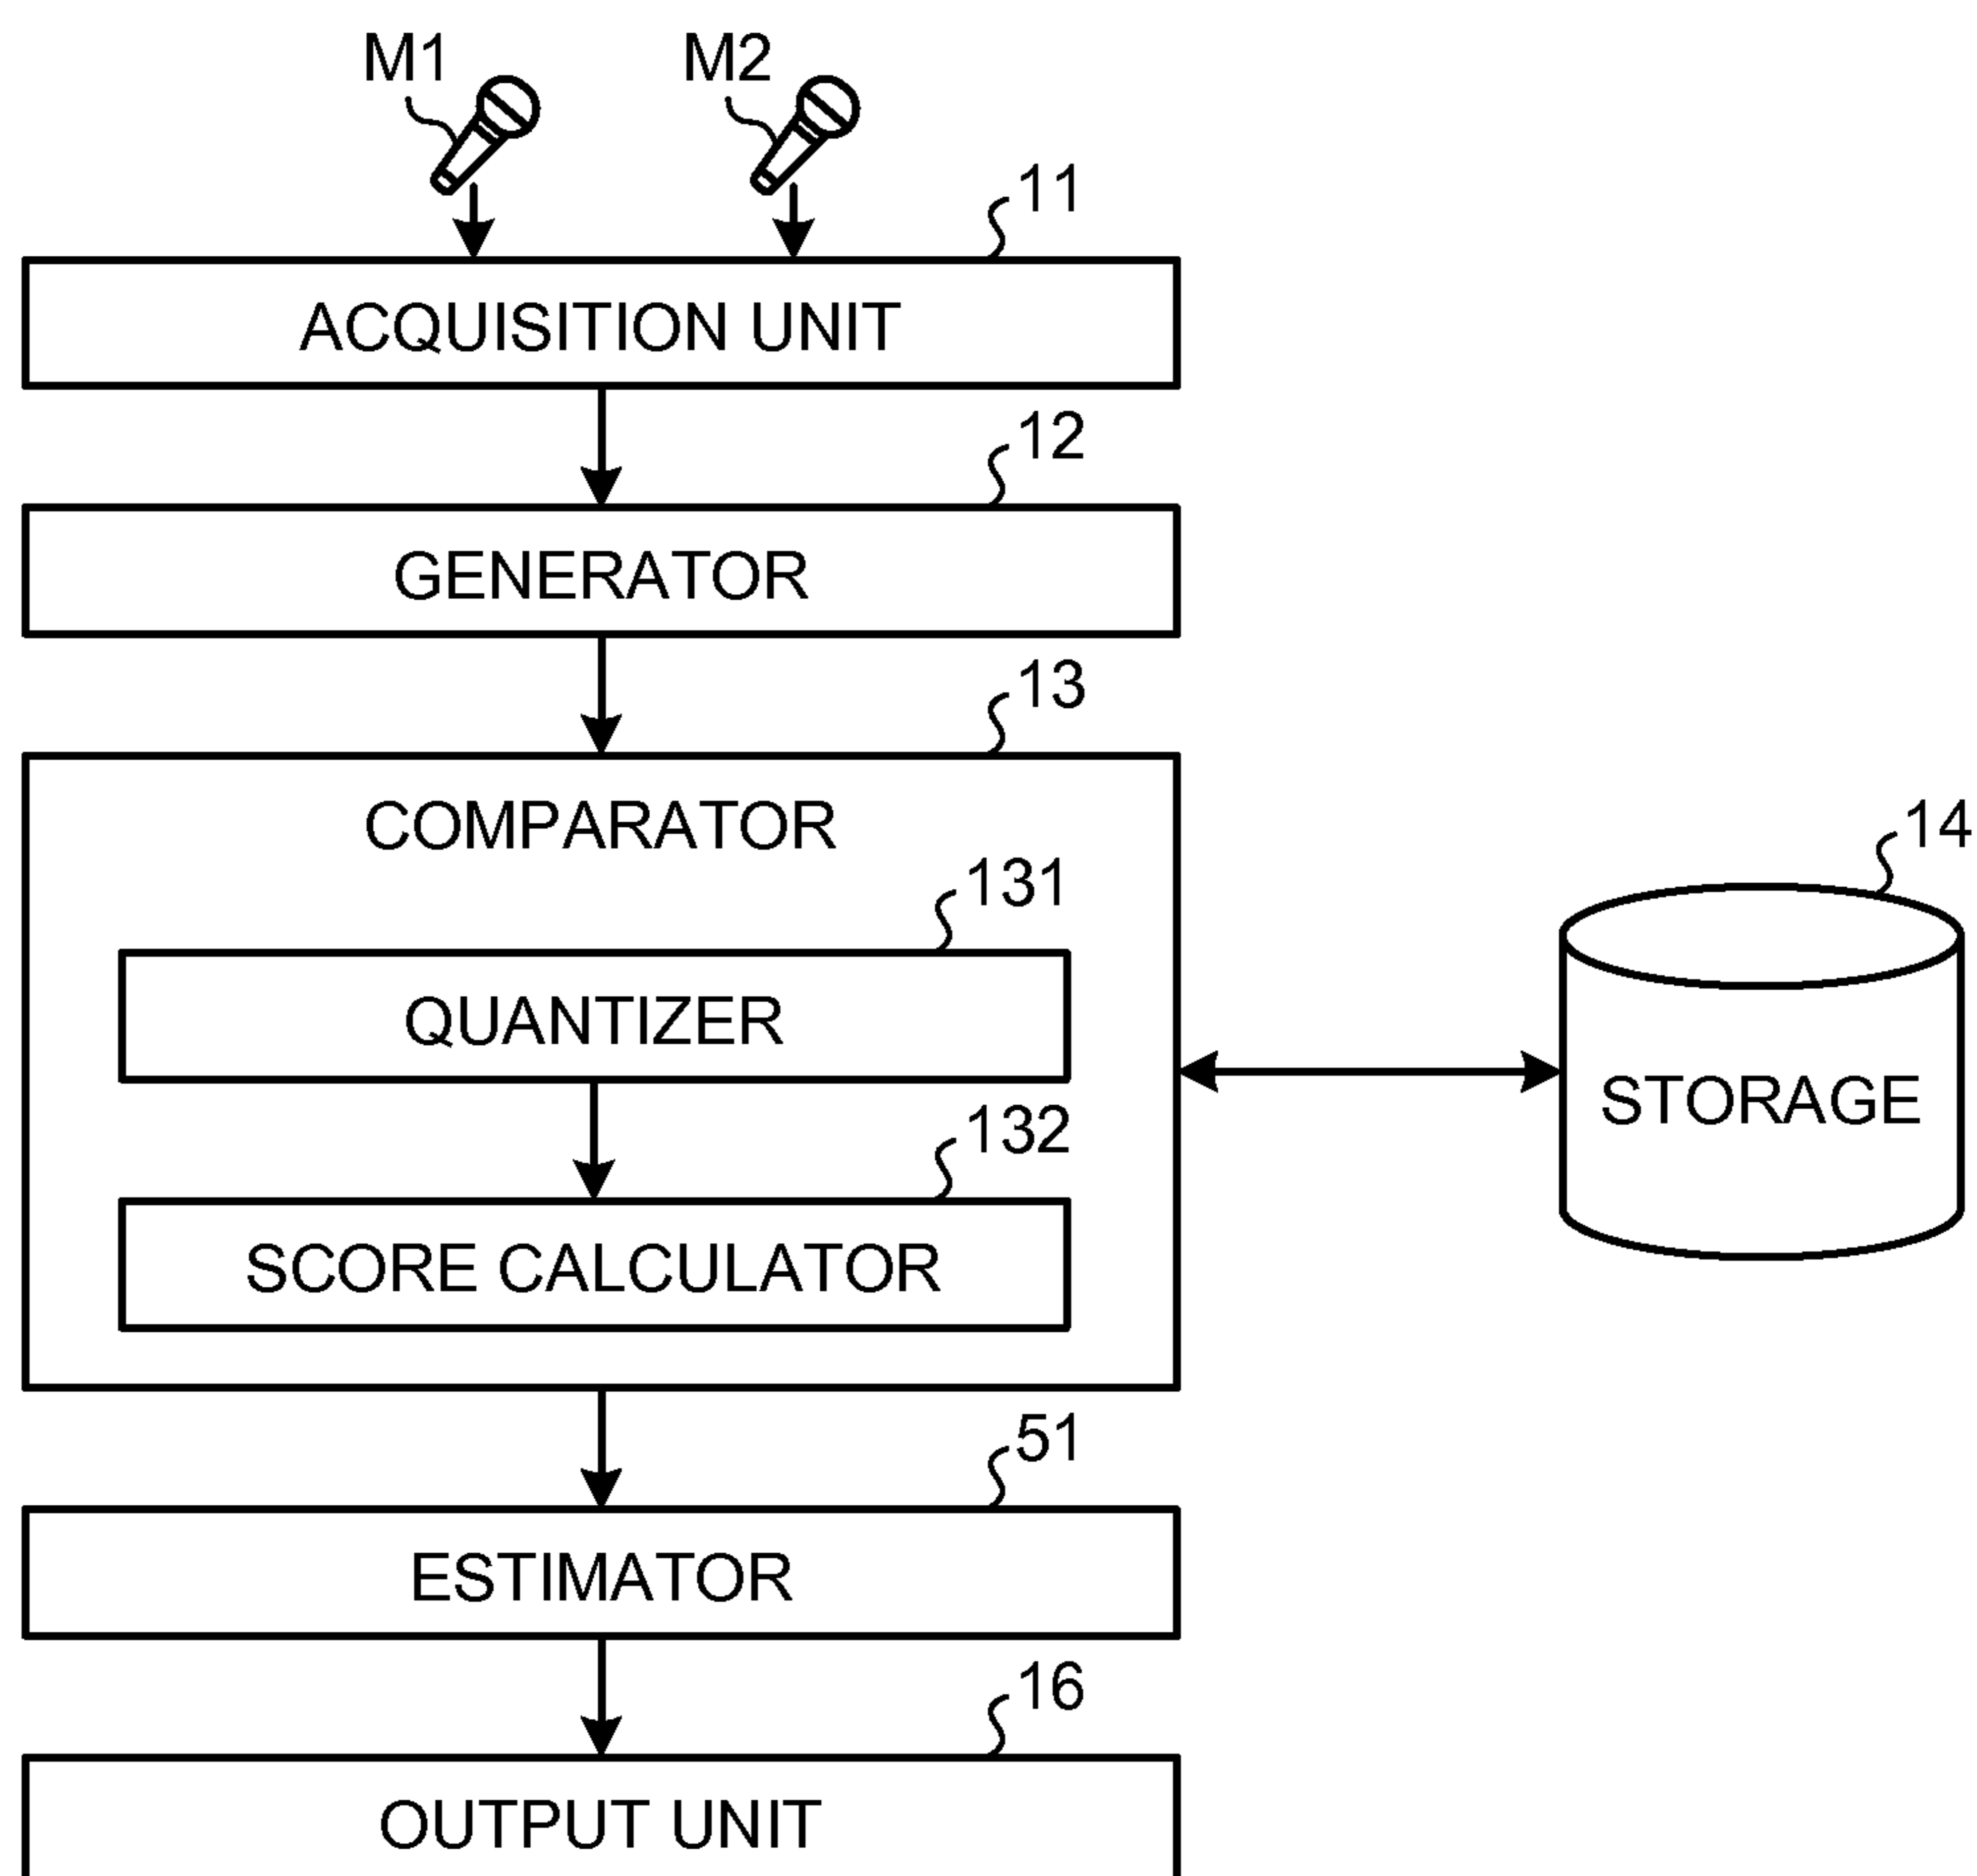 M1
M2
11
ACQUISITION UNIT
12
GENERATOR
13
COMPARATOR
131
QUANTIZER
132
SCORE CALCULATOR
14
STORAGE
51
ESTIMATOR
16
OUTPUT UNIT